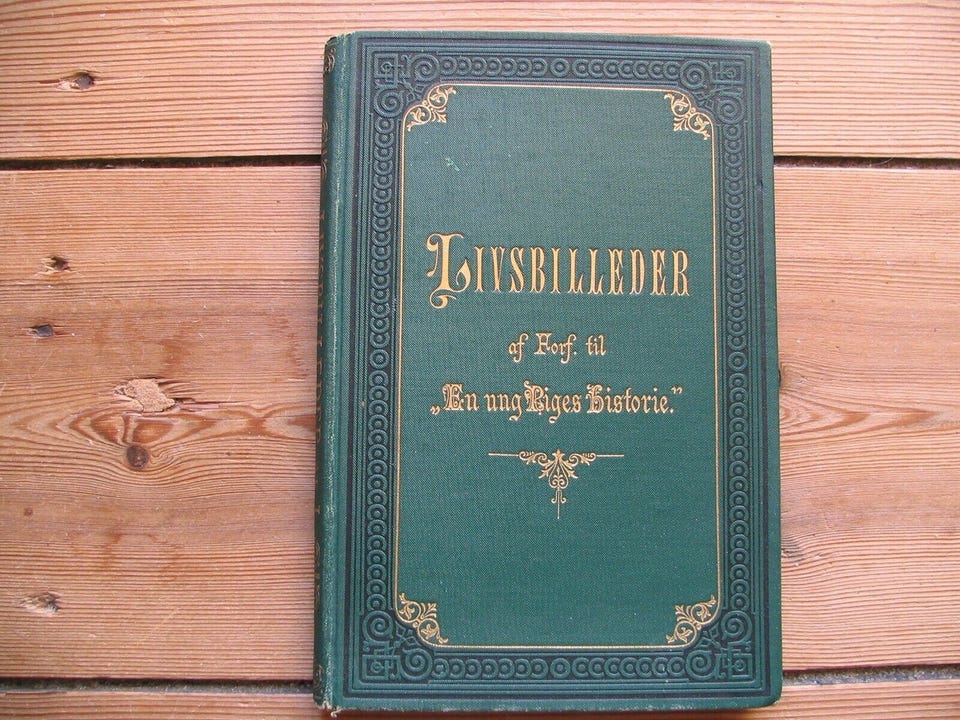 LIVSBILLEDER
af Forf. til
„En ung Piges Historie.”